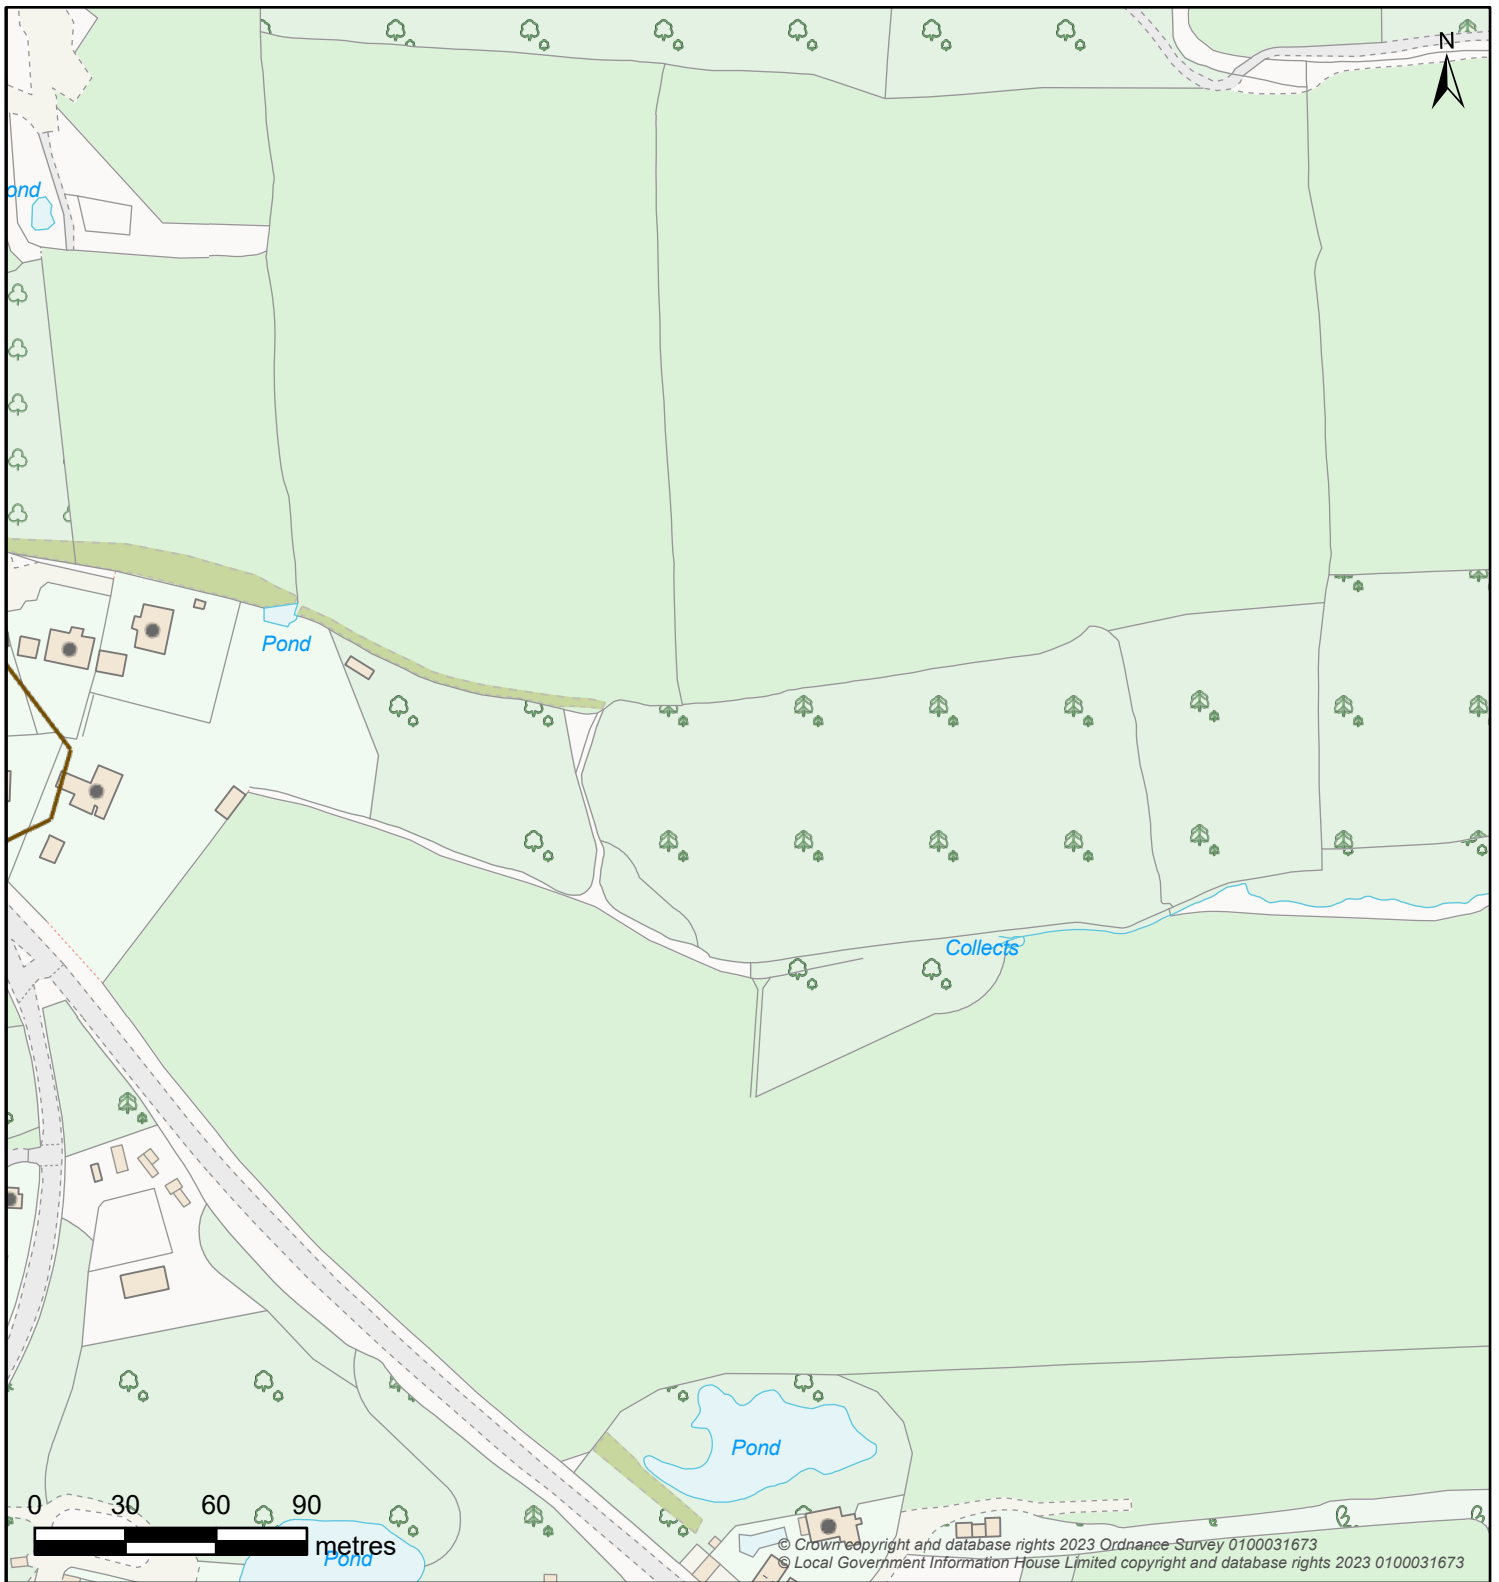 N
ond
Pond
Collects
Pond
0 30 60 90
metres
Pond
© Crown copyright and database rights 2023 Ordnance Survey 0100031673
© Local Government Information House Limited copyright and database rights 2023 0100031673